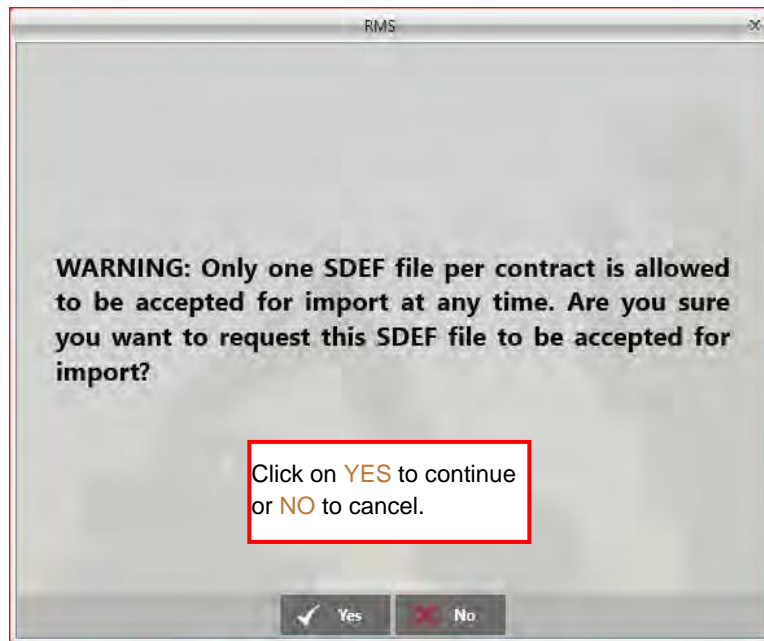 RMS
WARNING: Only one SDEF file per contract is allowed
to be accepted for import at any time. Are you sure
you want to request this SDEF file to be accepted for
import?
Click on YES to continue
or NO to cancel.
Yes No